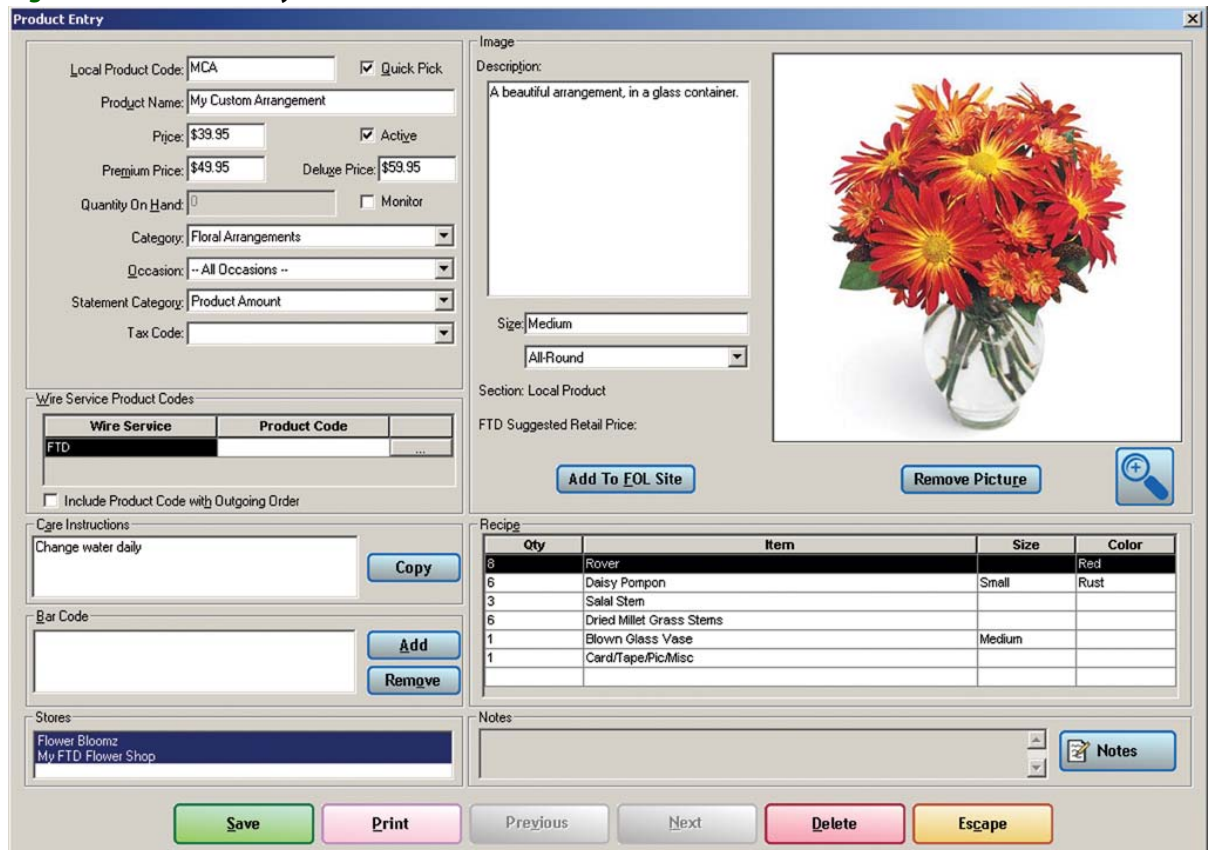 Product Entry
Local Product Code: MCA
Quick Pick
Product Name: My Custom Arrangement
Price: $39.95
Active
Premium Price: $49.95
Deluxe Price: $59.95
Quantity On Hand: 0
Monitor
Category: Floral Arrangements
Occasion: -- All Occasions --
Statement Category: Product Amount
Tax Code:
Wire Service Product Codes
Wire Service Product Code
FTD ...
Include Product Code with Outgoing Order
Care Instructions
Change water daily
Copy
Bar Code
Add
Remove
Stores
Flower Bloomz
My FTD Flower Shop
Image
Description:
A beautiful arrangement, in a glass container.
Size: Medium
All-Round
Section: Local Product
FTD Suggested Retail Price:
Add To FOL Site
Remove Picture
Recipe
Qty Item Size Color
8 Rover Red
6 Daisy Pompon Small Rust
3 Salal Stem
6 Dried Millet Grass Stems
1 Blown Glass Vase Medium
1 Card/Tape/Pic/Misc
Notes
Notes
Save Print Previous Next Delete Escape